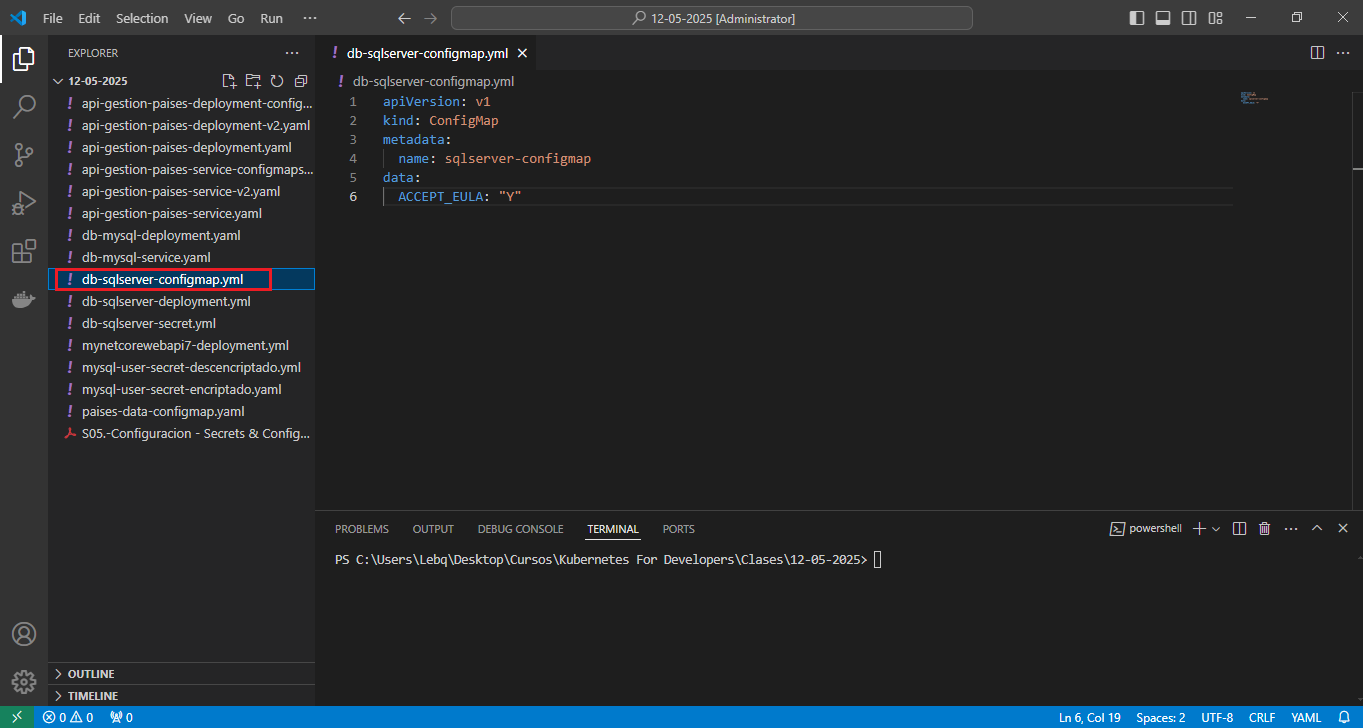 File Edit Selection View Go Run ···
12-05-2025 [Administrator]
EXPLORER ···
12-05-2025
! api-gestion-paises-deployment-config...
! api-gestion-paises-deployment-v2.yaml
! api-gestion-paises-deployment.yaml
! api-gestion-paises-service-configmaps...
! api-gestion-paises-service-v2.yaml
! api-gestion-paises-service.yaml
! db-mysql-deployment.yaml
! db-mysql-service.yaml
! db-sqlserver-configmap.yml
! db-sqlserver-deployment.yml
! db-sqlserver-secret.yml
! mynetcorewebapi7-deployment.yml
! mysql-user-secret-descencriptado.yml
! mysql-user-secret-encriptado.yaml
! paises-data-configmap.yaml
S05.-Configuracion - Secrets & Config...
OUTLINE
TIMELINE
! db-sqlserver-configmap.yml
! db-sqlserver-configmap.yml
1 apiVersion: v1
2 kind: ConfigMap
3 metadata:
4 name: sqlserver-configmap
5 data:
6 ACCEPT_EULA: "Y"
PROBLEMS OUTPUT DEBUG CONSOLE TERMINAL PORTS
powershell
PS C:\Users\Lebq\Desktop\Cursos\Kubernetes For Developers\Clases\12-05-2025>
0 0 0
Ln 6, Col 19 Spaces: 2 UTF-8 CRLF YAML